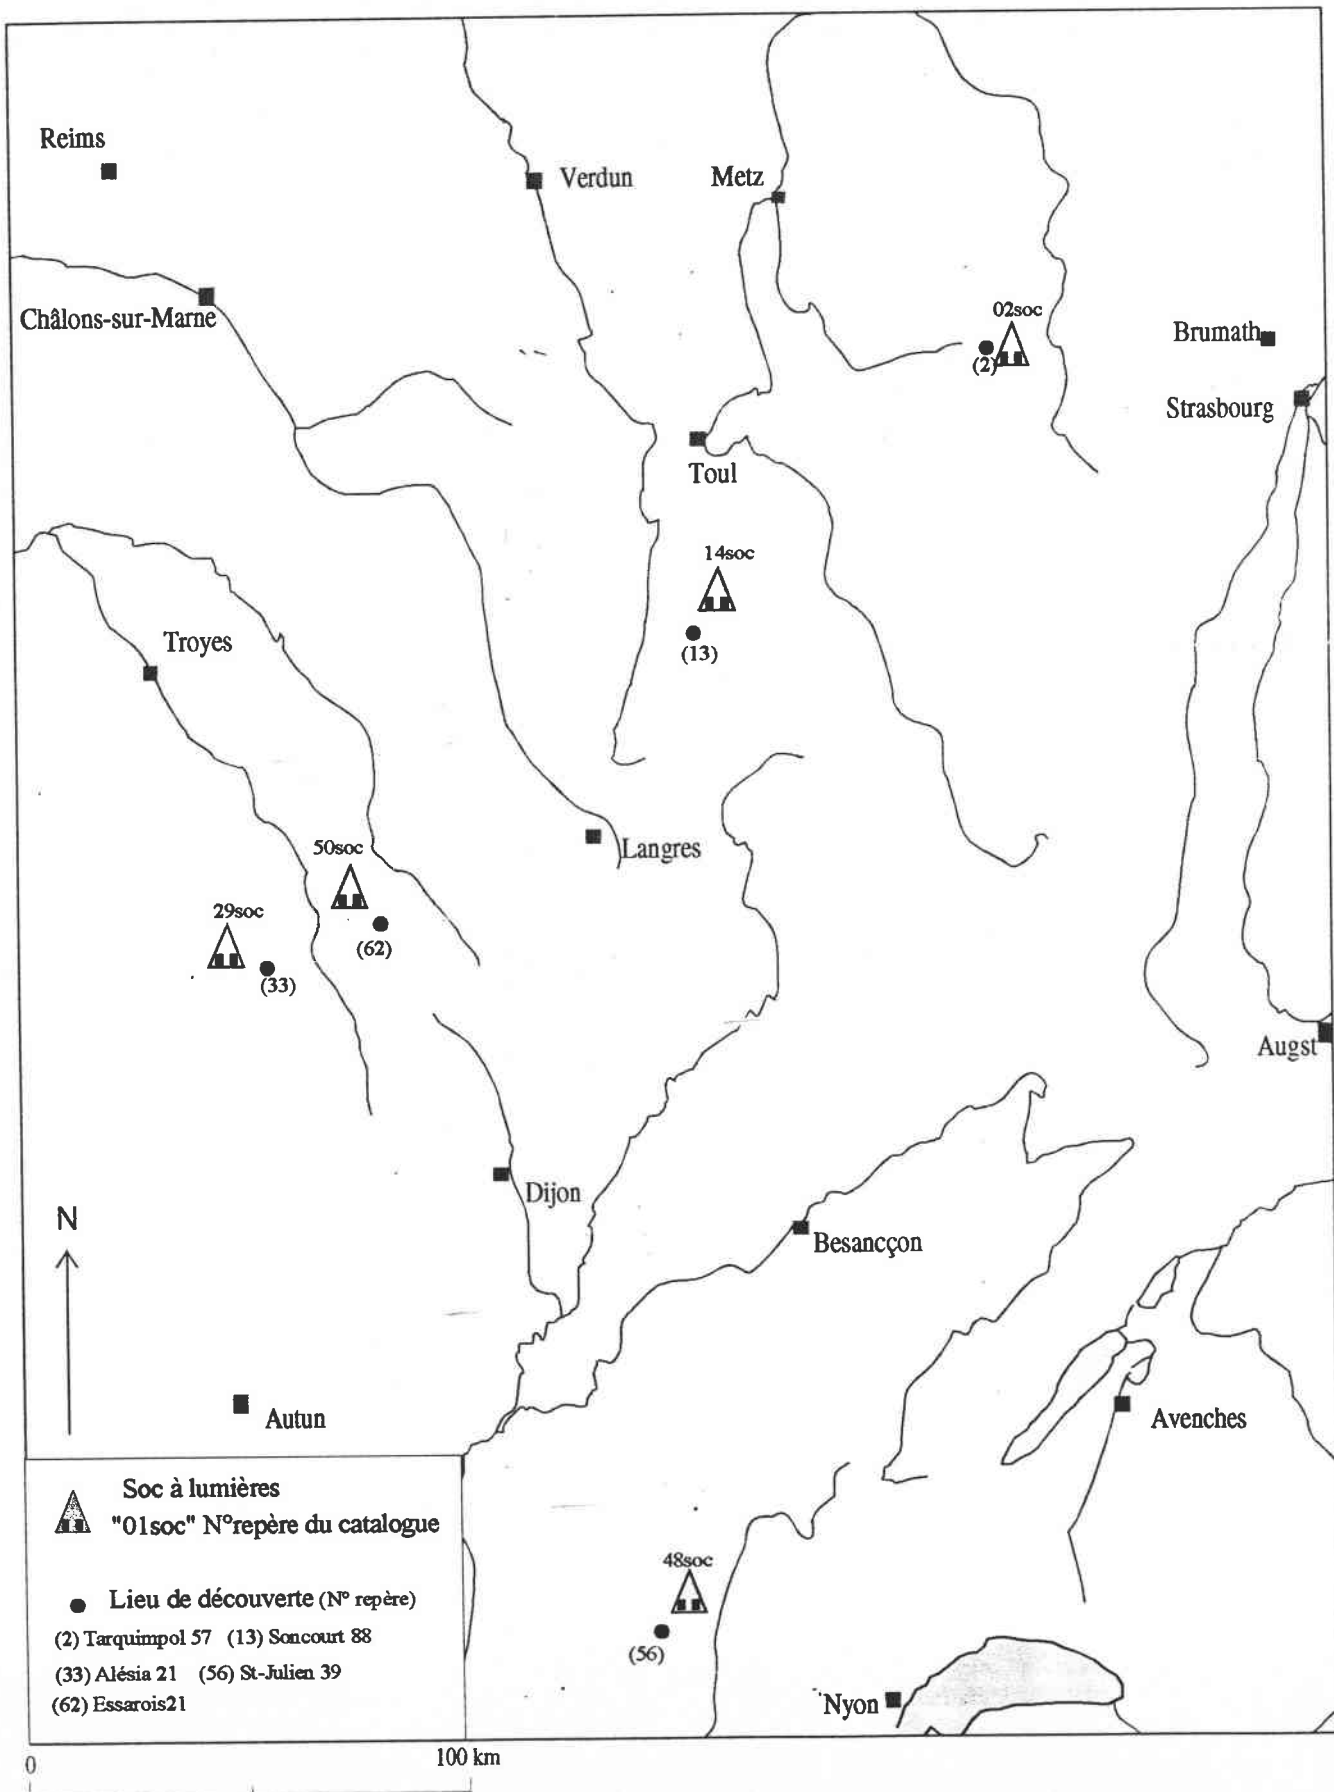 Reims
Verdun
Metz
Châlons-sur-Marne
02soc
(2)
Brumath
Strasbourg
Toul
14soc
(13)
Troyes
50soc
Langres
29soc
(62)
(33)
Augst
Dijon
N
Besancçon
Autun
Avenches
Soc à lumières
"01soc" N°repère du catalogue
48soc
Lieu de découverte (N° repère)
(2) Tarquimpol 57 (13) Soncourt 88
(56)
(33) Alésia 21 (56) St-Julien 39
(62) Essarois21
Nyon
0
100 km